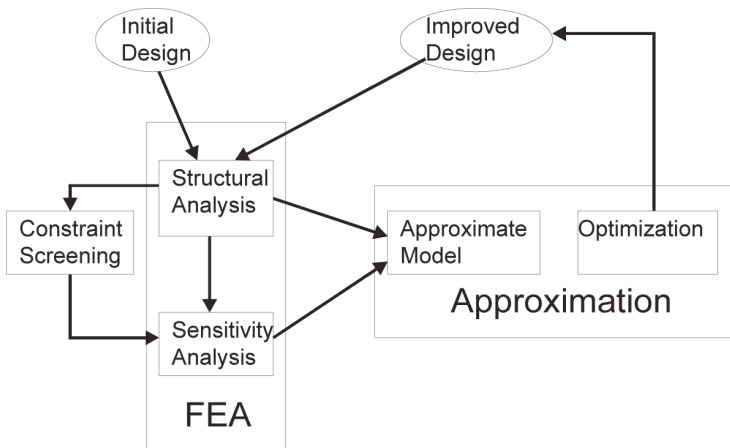 Initial
Design
Improved
Design
Structural
Analysis
Constraint
Screening
Approximate
Model
Optimization
Approximation
Sensitivity
Analysis
FEA